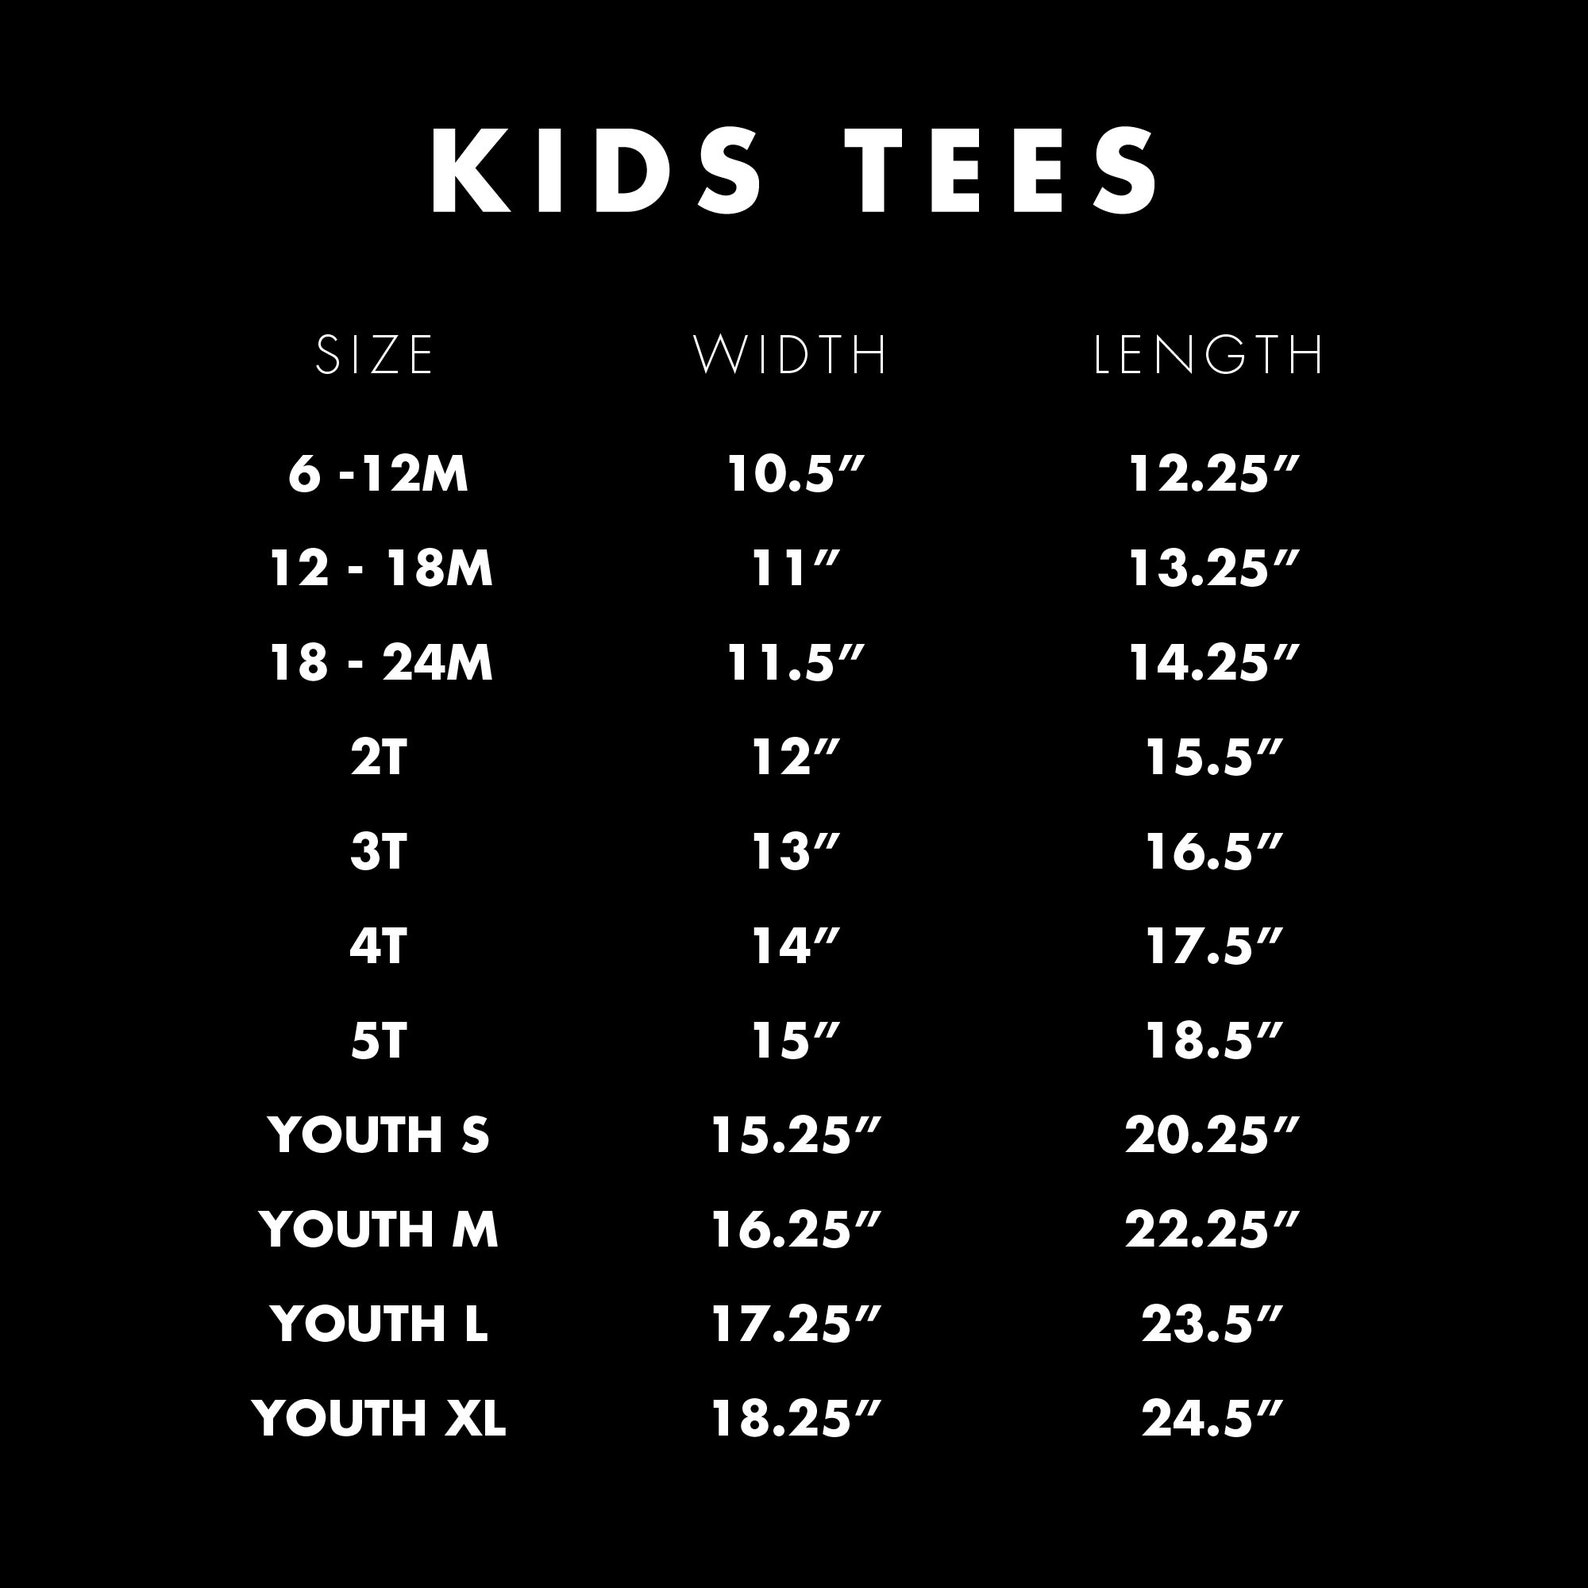 KIDS TEES
SIZE WIDTH LENGTH
6 -12M 10.5” 12.25”
12 - 18M 11” 13.25”
18 - 24M 11.5” 14.25”
2T 12” 15.5”
3T 13” 16.5”
4T 14” 17.5”
5T 15” 18.5”
YOUTH S 15.25” 20.25”
YOUTH M 16.25” 22.25”
YOUTH L 17.25” 23.5”
YOUTH XL 18.25” 24.5”